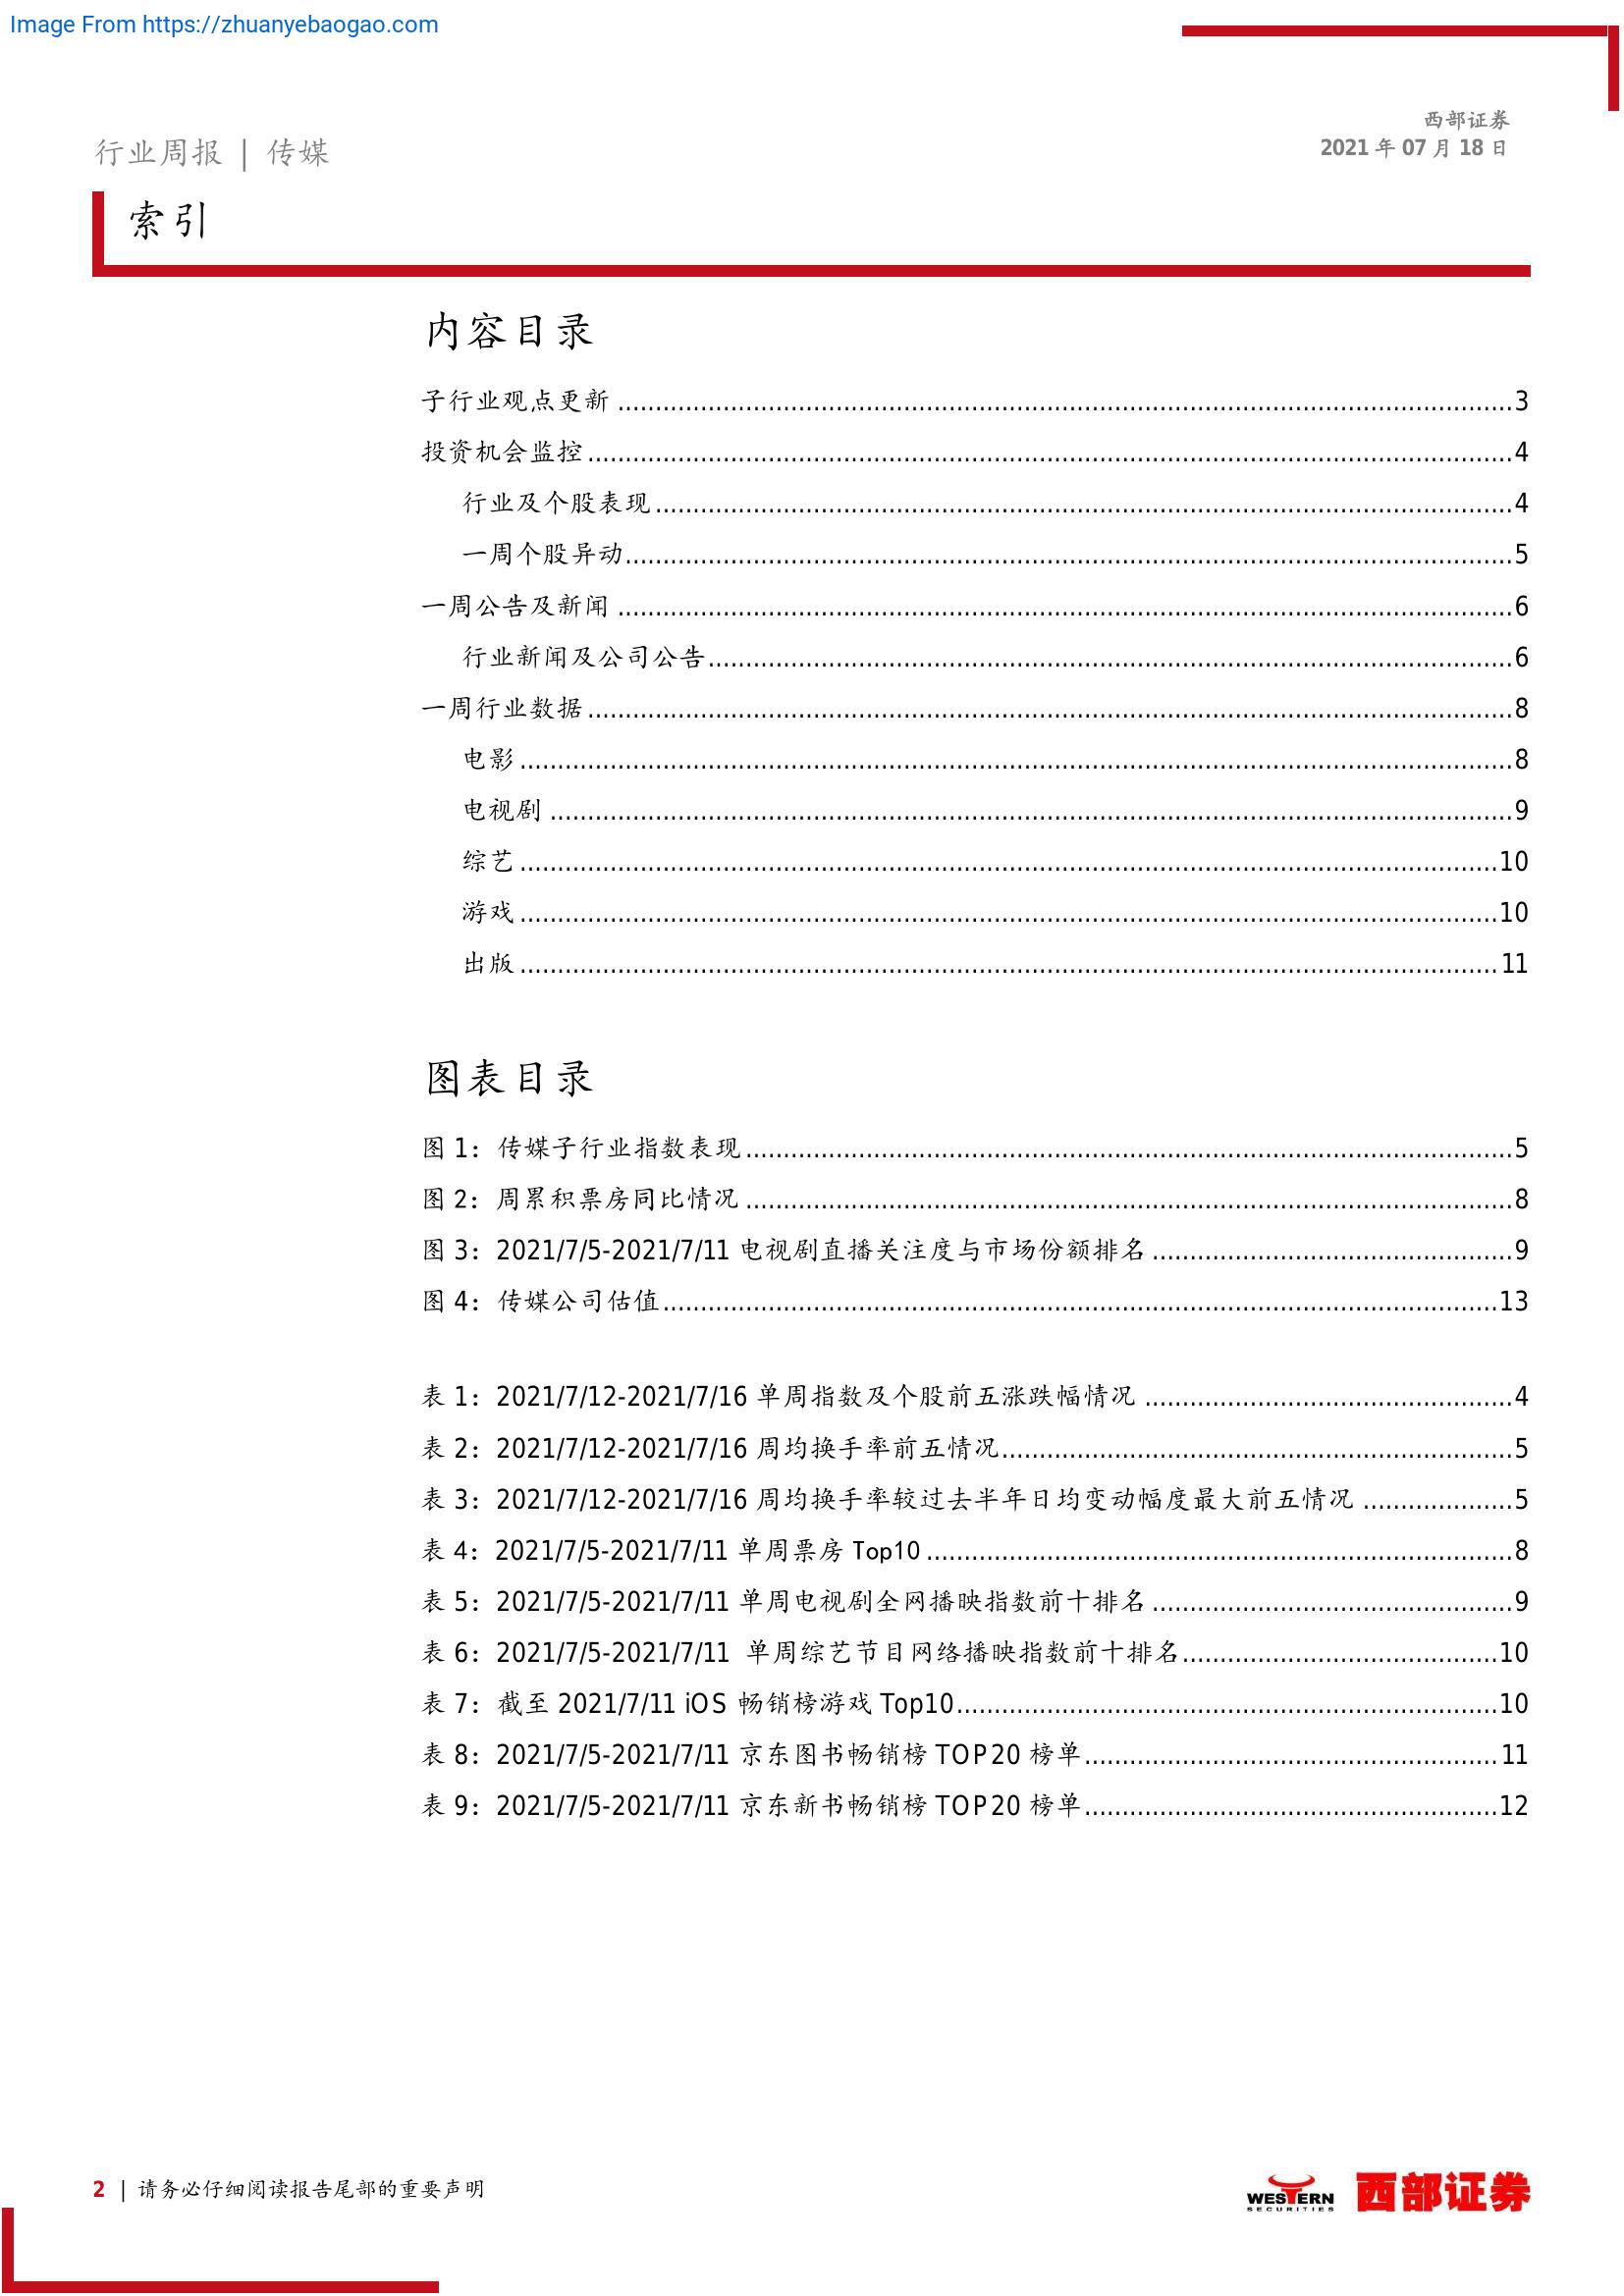 Image From https://zhuanyebaogao.com
西部证券
行业周报 | 传媒
2021 年 07 月 18 日
索引
内容目录
子行业观点更新 3
投资机会监控 4
行业及个股表现 4
一周个股异动 5
一周公告及新闻 6
行业新闻及公司公告 6
一周行业数据 8
电影 8
电视剧 9
综艺 10
游戏 10
出版 11
图表目录
图 1：传媒子行业指数表现 5
图 2：周累积票房同比情况 8
图 3：2021/7/5-2021/7/11 电视剧直播关注度与市场份额排名 9
图 4：传媒公司估值 13
表 1：2021/7/12-2021/7/16 单周指数及个股前五涨跌幅情况 4
表 2：2021/7/12-2021/7/16 周均换手率前五情况 5
表 3：2021/7/12-2021/7/16 周均换手率较过去半年日均变动幅度最大前五情况 5
表 4：2021/7/5-2021/7/11 单周票房 Top10 8
表 5：2021/7/5-2021/7/11 单周电视剧全网播映指数前十排名 9
表 6：2021/7/5-2021/7/11 单周综艺节目网络播映指数前十排名 10
表 7：截至 2021/7/11 iOS 畅销榜游戏 Top10 10
表 8：2021/7/5-2021/7/11 京东图书畅销榜 TOP20 榜单 11
表 9：2021/7/5-2021/7/11 京东新书畅销榜 TOP20 榜单 12
2 | 请务必仔细阅读报告尾部的重要声明
WESTERN
SECURITIES
西部证券